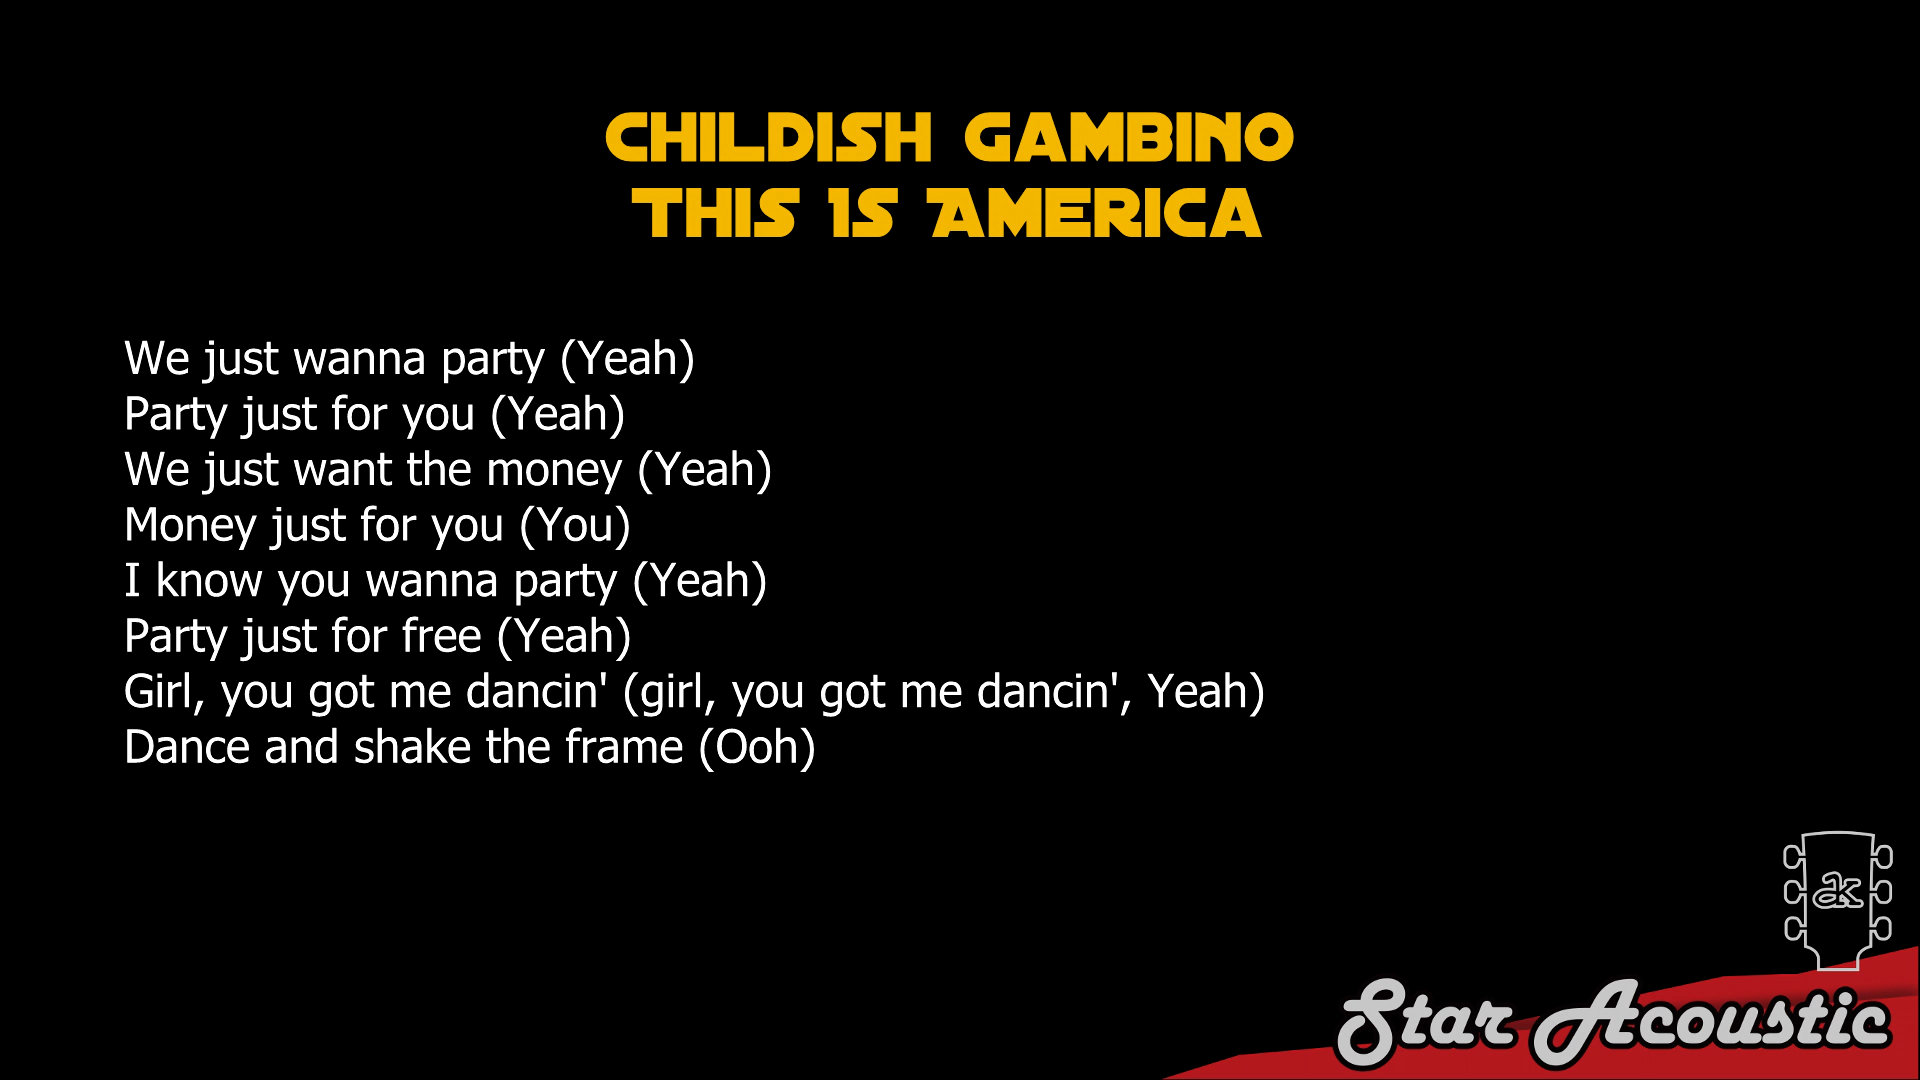 CHILDISH GAMBINO
THIS IS AMERICA
We just wanna party (Yeah)
Party just for you (Yeah)
We just want the money (Yeah)
Money just for you (You)
I know you wanna party (Yeah)
Party just for free (Yeah)
Girl, you got me dancin' (girl, you got me dancin', Yeah)
Dance and shake the frame (Ooh)
ak
Star Acoustic